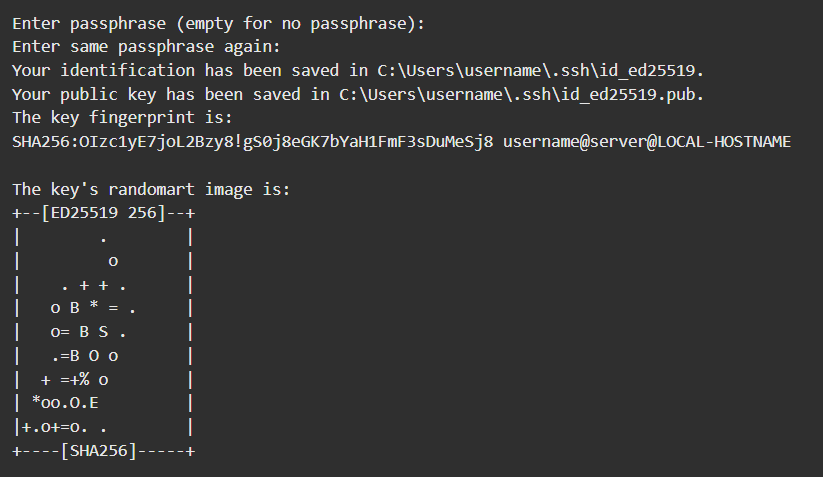 Enter passphrase (empty for no passphrase):
Enter same passphrase again:
Your identification has been saved in C:\Users\username\.ssh\id_ed25519.
Your public key has been saved in C:\Users\username\.ssh\id_ed25519.pub.
The key fingerprint is:
SHA256:OIzc1yE7joL2Bzy8!gS0j8eGK7bYaH1FmF3sDuMeSj8 username@server@LOCAL-HOSTNAME

The key's randomart image is:
+--[ED25519 256]--+
|        .        |
|         o       |
|    . + + .      |
|   o B * = .     |
|   o= B S .      |
|   .=B O o       |
|  + =+% o        |
| *oo.O.E         |
|+.o+=o. .        |
+----[SHA256]-----+